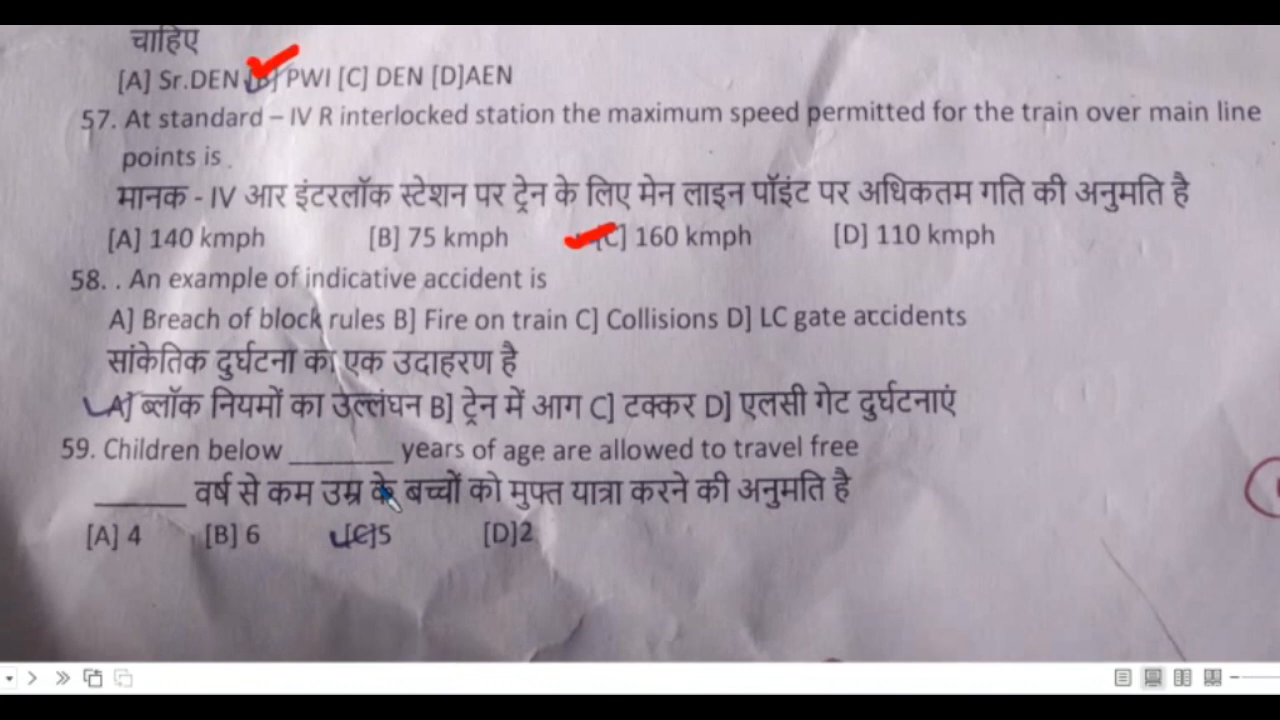 चाहिए
[A] Sr.DEN [B] PWI [C] DEN [D]AEN
57. At standard – IV R interlocked station the maximum speed permitted for the train over main line
points is .
मानक - IV आर इंटरलॉक स्टेशन पर ट्रेन के लिए मेन लाइन पॉइंट पर अधिकतम गति की अनुमति है
[A] 140 kmph [B] 75 kmph [C] 160 kmph [D] 110 kmph
58. . An example of indicative accident is
A] Breach of block rules B] Fire on train C] Collisions D] LC gate accidents
सांकेतिक दुर्घटना का एक उदाहरण है
A] ब्लॉक नियमों का उल्लंघन B] ट्रेन में आग C] टक्कर D] एलसी गेट दुर्घटनाएं
59. Children below _______ years of age are allowed to travel free
______ वर्ष से कम उम्र के बच्चों को मुफ्त यात्रा करने की अनुमति है
[A] 4 [B] 6 [C]5 [D]2